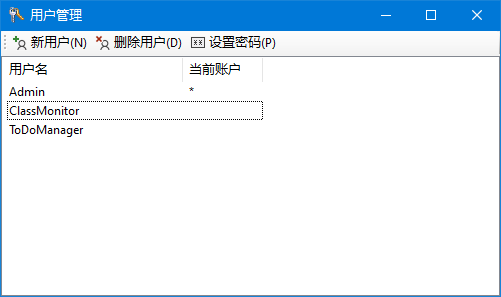 用户管理
新用户(N) 删除用户(D) 设置密码(P)
用户名 当前账户
Admin *
ClassMonitor
ToDoManager